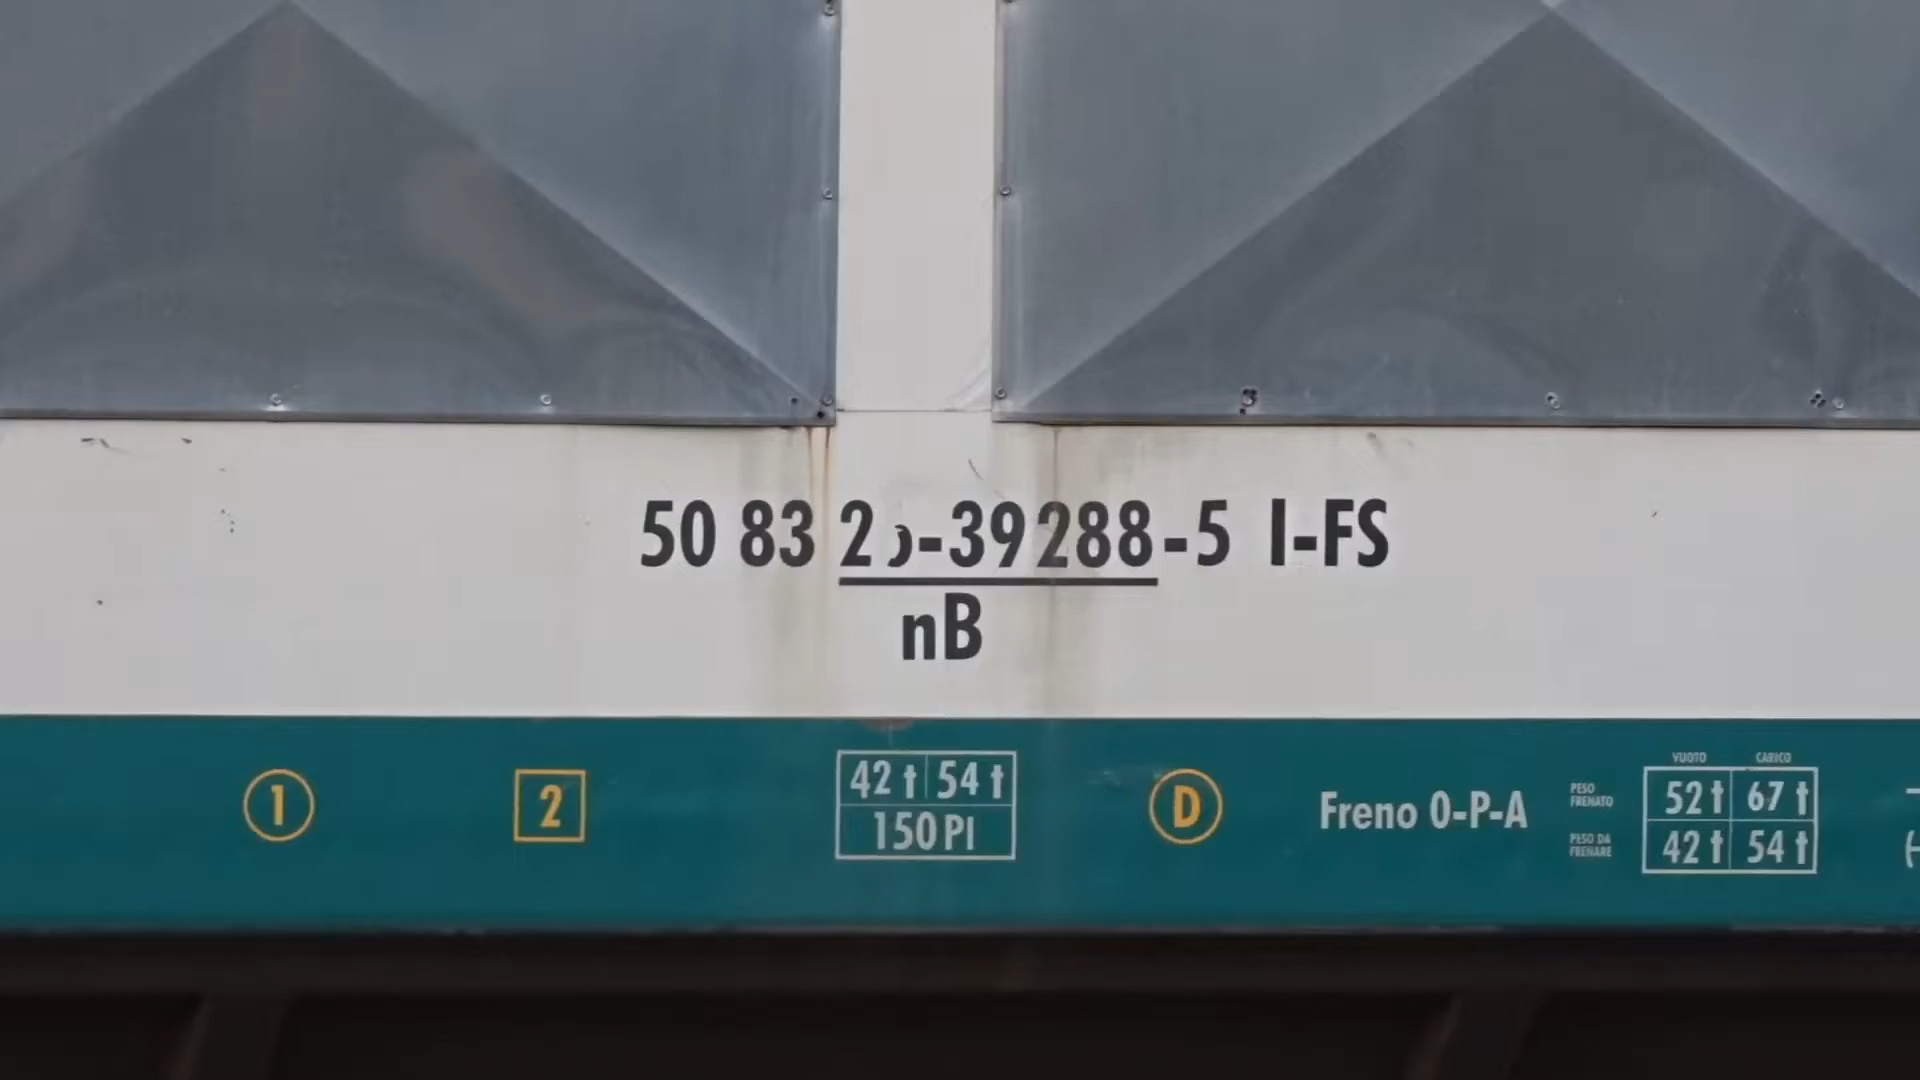 50 83 2 -39288-5 I-FS
nB
1
2
42 t 54 t
150 PI
D
Freno O-P-A
VUOTO CARICO
PESO FRENATO
52 t 67 t
PESO DA FRENARE
42 t 54 t